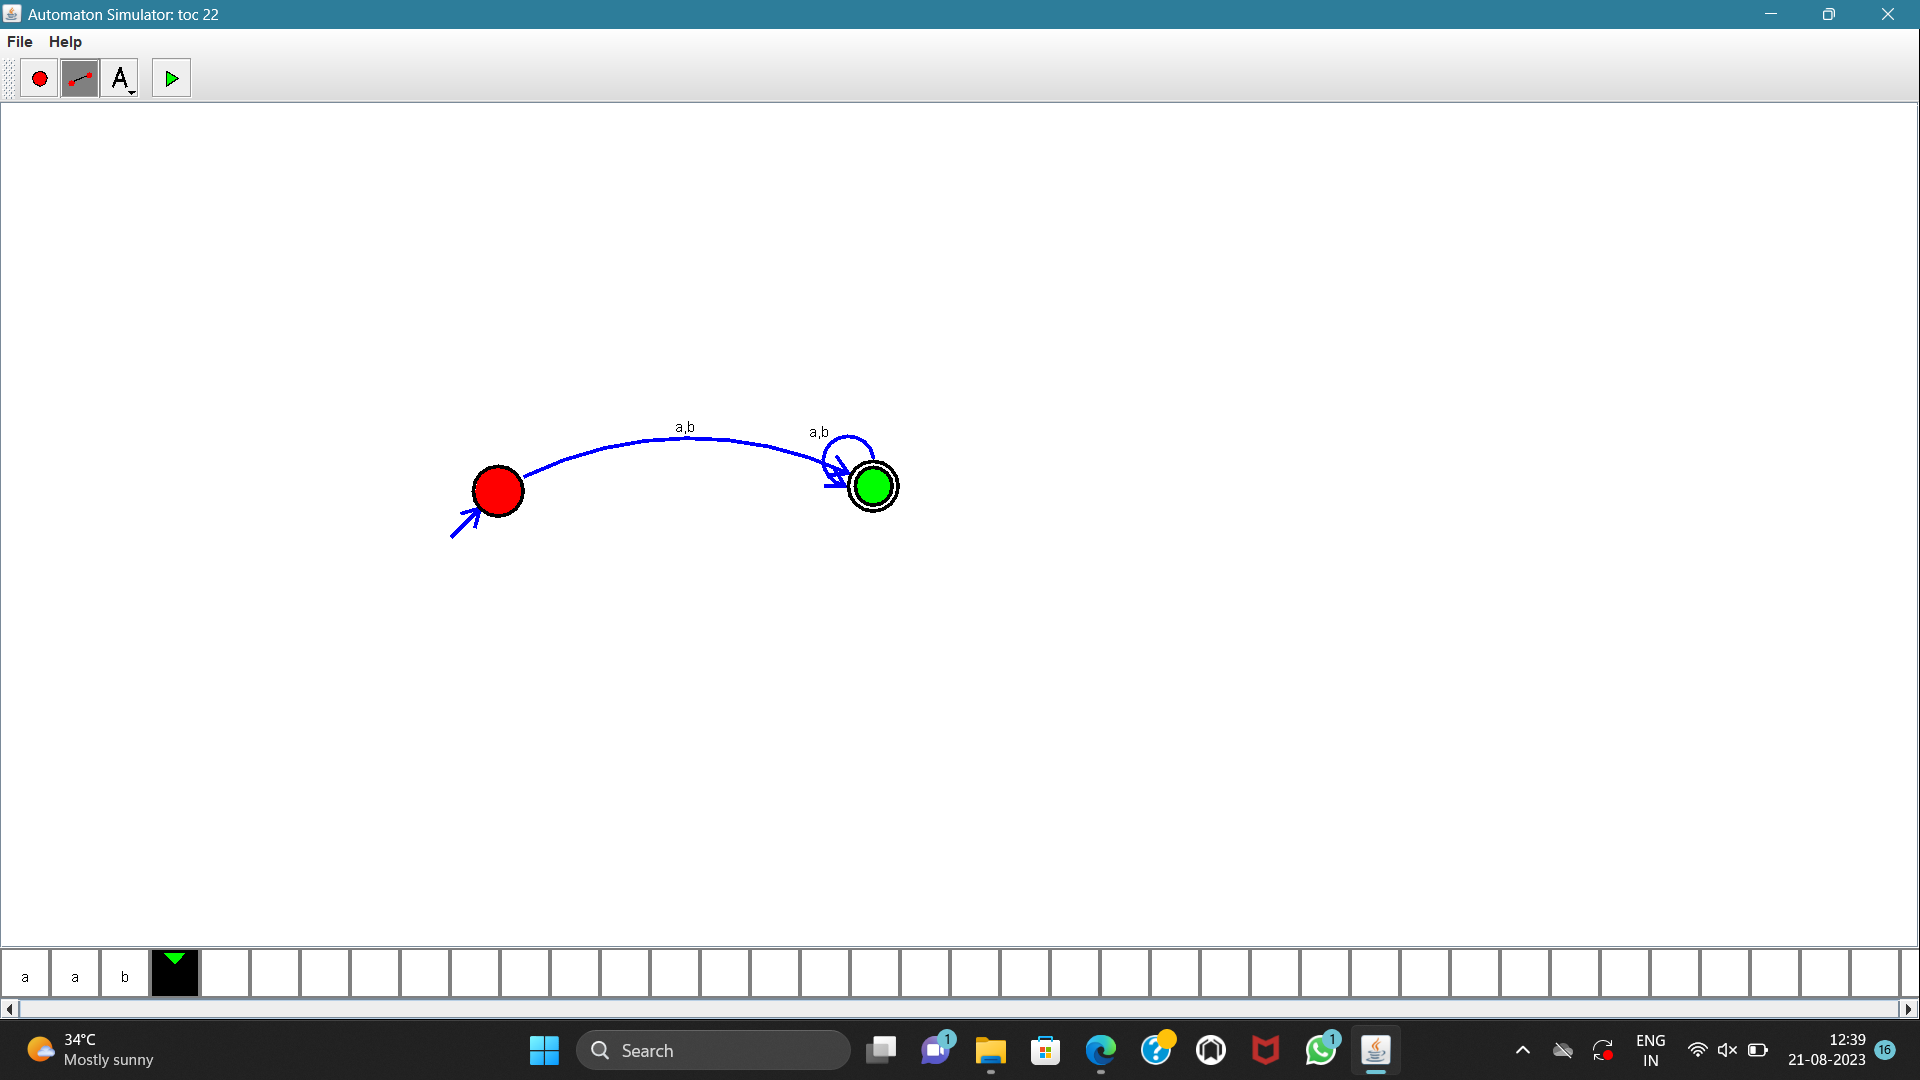 Automaton Simulator: toc 22
File Help
A
a,b
a,b
a a b
34°C
Mostly sunny
Search
1
1
ENG
IN
12:39
21-08-2023
16